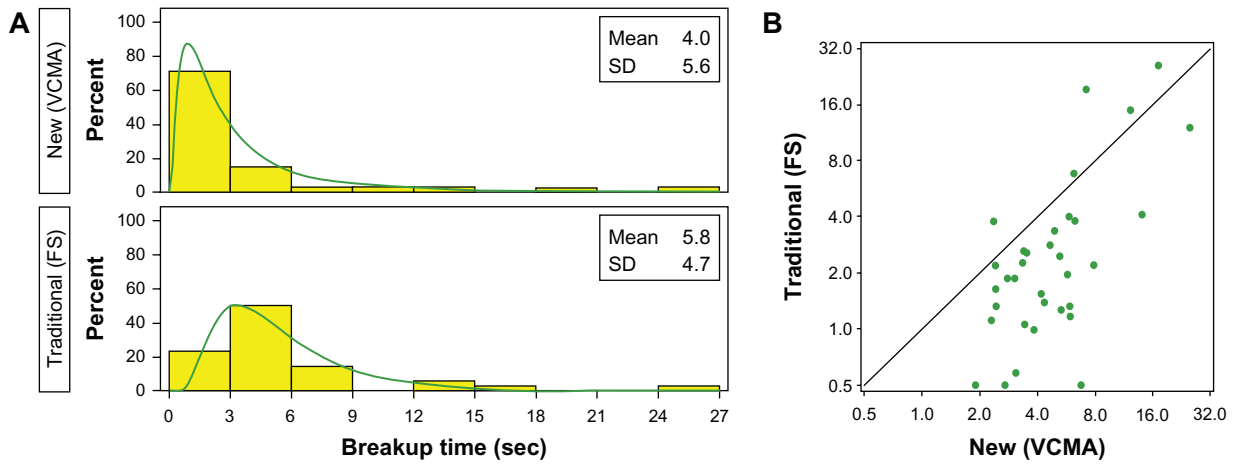 A
New (VCMA)
Percent
100
80
60
40
20
0
Mean 4.0
SD 5.6
Traditional (FS)
Percent
100
80
60
40
20
0
Mean 5.8
SD 4.7
0 3 6 9 12 15 18 21 24 27
Breakup time (sec)
B
Traditional (FS)
32.0
16.0
8.0
4.0
2.0
1.0
0.5
0.5 1.0 2.0 4.0 8.0 16.0 32.0
New (VCMA)